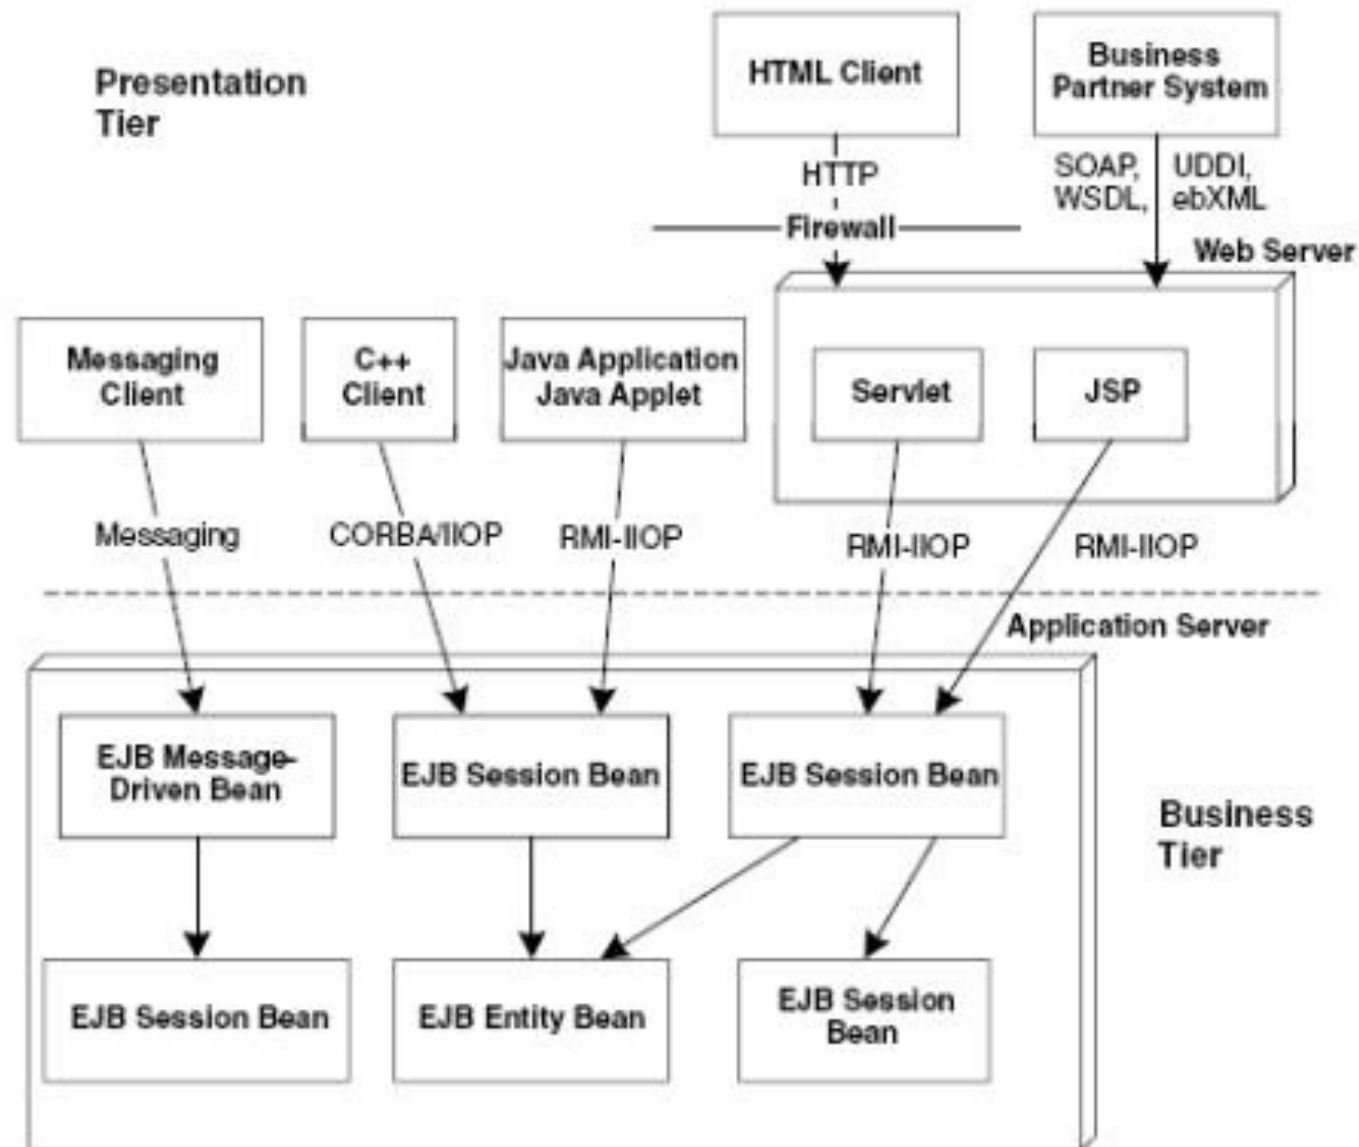 Presentation
Tier
HTML Client
Business
Partner System
HTTP
SOAP,
WSDL,
UDDI,
ebXML
Firewall
Web Server
Messaging
Client
C++
Client
Java Application
Java Applet
Servlet
JSP
Messaging
CORBA/IIOP
RMI-IIOP
RMI-IIOP
RMI-IIOP
Application Server
EJB Message-
Driven Bean
EJB Session Bean
EJB Session Bean
Business
Tier
EJB Session Bean
EJB Entity Bean
EJB Session
Bean